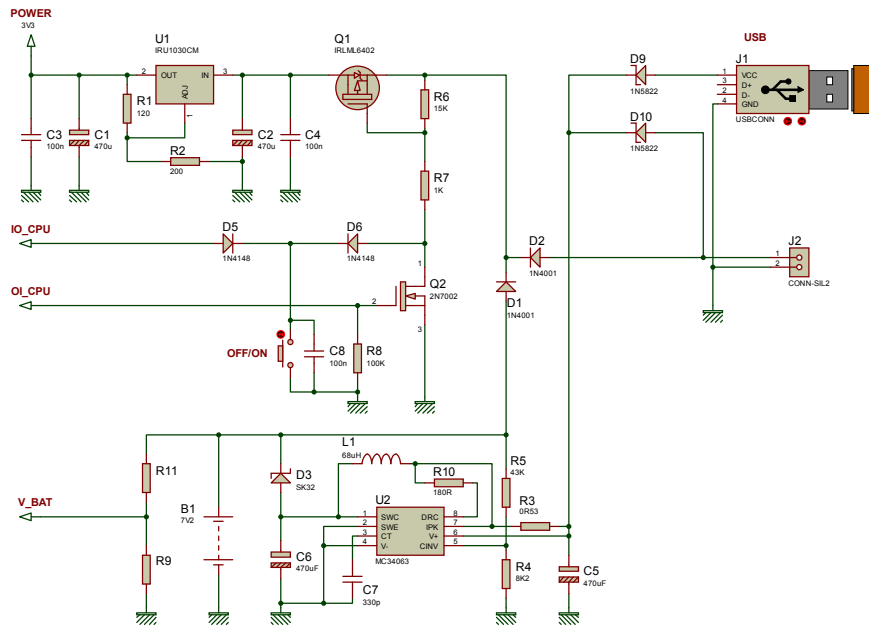 POWER
3V3
U1
IRU1030CM
2 OUT IN 3
ADJ
1
Q1
IRLML6402
R1
120
R2
200
C3
100n
C1
470u
C2
470u
C4
100n
R6
15K
R7
1K
USB
J1
1 VCC
3 D+
2 D-
4 GND
USBCONN
D9
1N5822
D10
1N5822
IO_CPU
D5
1N4148
D6
1N4148
OI_CPU
1
2
3
Q2
2N7002
D2
1N4001
D1
1N4001
J2
1
2
CONN-SIL2
OFF/ON
C8
100n
R8
100K
R11
V_BAT
R9
B1
7V2
D3
SK32
L1
68uH
R10
180R
U2
1 SWC DRC 8
2 SWE IPK 7
3 CT V+ 6
4 V- CINV 5
MC34063
R5
43K
R3
0R53
R4
8K2
C6
470uF
C7
330p
C5
470uF